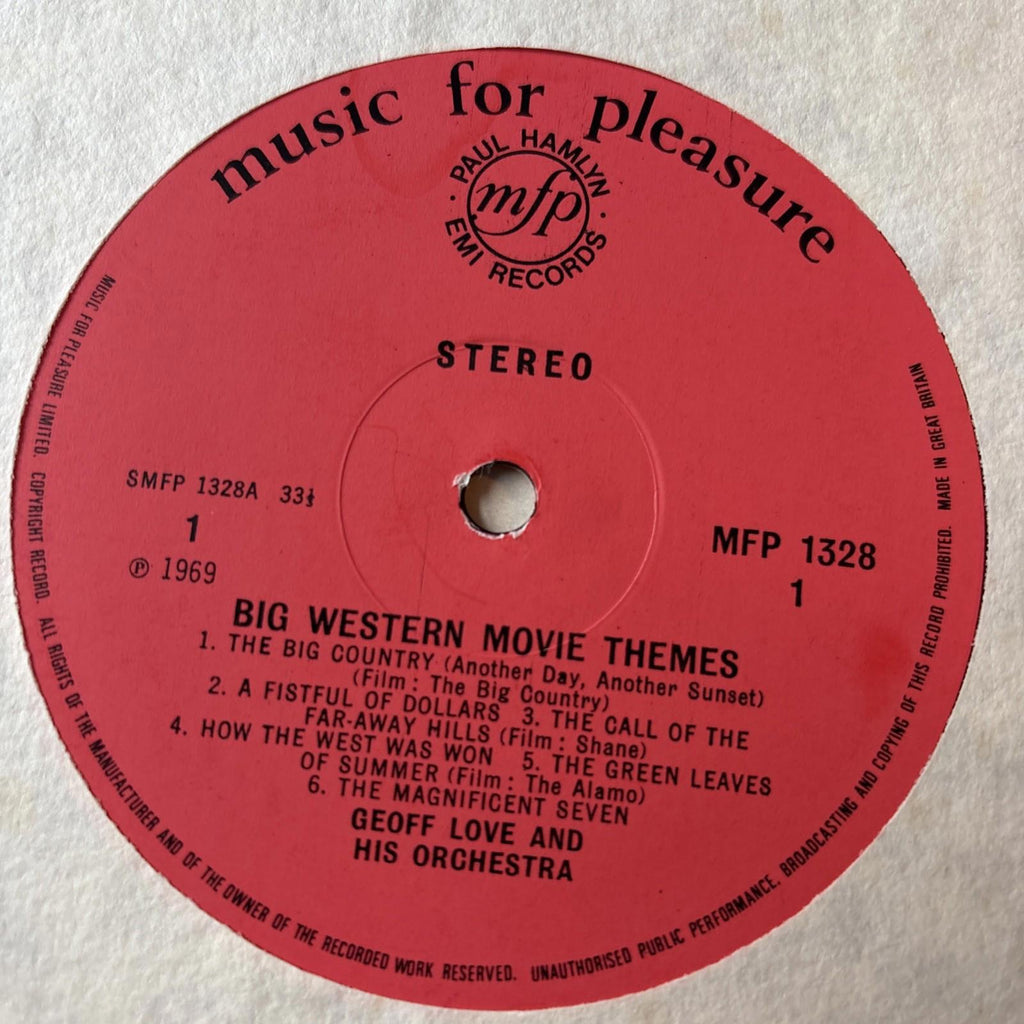 music for pleasure
· PAUL HAMLYN ·
mfp
EMI RECORDS
STEREO
SMFP 1328A 33⅓
1
℗ 1969
MFP 1328
1
BIG WESTERN MOVIE THEMES
1. THE BIG COUNTRY (Another Day, Another Sunset)
(Film : The Big Country)
2. A FISTFUL OF DOLLARS 3. THE CALL OF THE
FAR-AWAY HILLS (Film : Shane)
4. HOW THE WEST WAS WON 5. THE GREEN LEAVES
OF SUMMER (Film : The Alamo)
6. THE MAGNIFICENT SEVEN
GEOFF LOVE AND
HIS ORCHESTRA
MUSIC FOR PLEASURE LIMITED. COPYRIGHT RECORD. ALL RIGHTS OF THE MANUFACTURER AND OF THE OWNER OF THE RECORDED WORK RESERVED. UNAUTHORISED PUBLIC PERFORMANCE, BROADCASTING AND COPYING OF THIS RECORD PROHIBITED. MADE IN GREAT BRITAIN